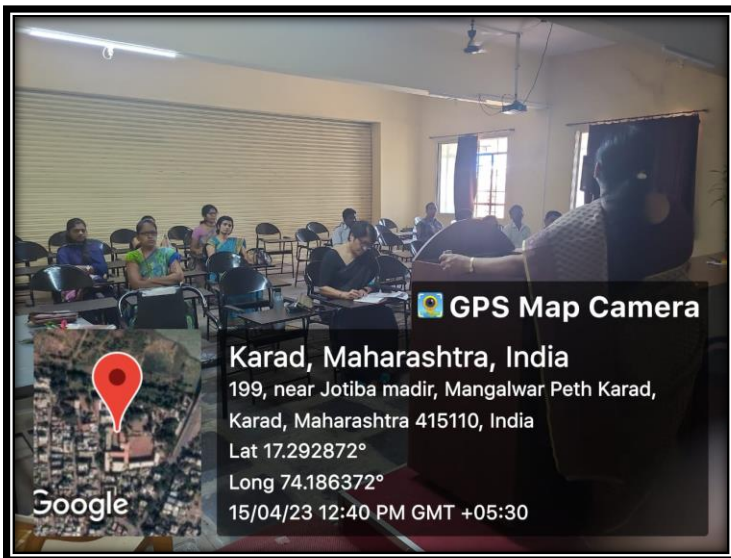 GPS Map Camera
Karad, Maharashtra, India
199, near Jotiba madir, Mangalwar Peth Karad,
Karad, Maharashtra 415110, India
Lat 17.292872°
Long 74.186372°
15/04/23 12:40 PM GMT +05:30
Google